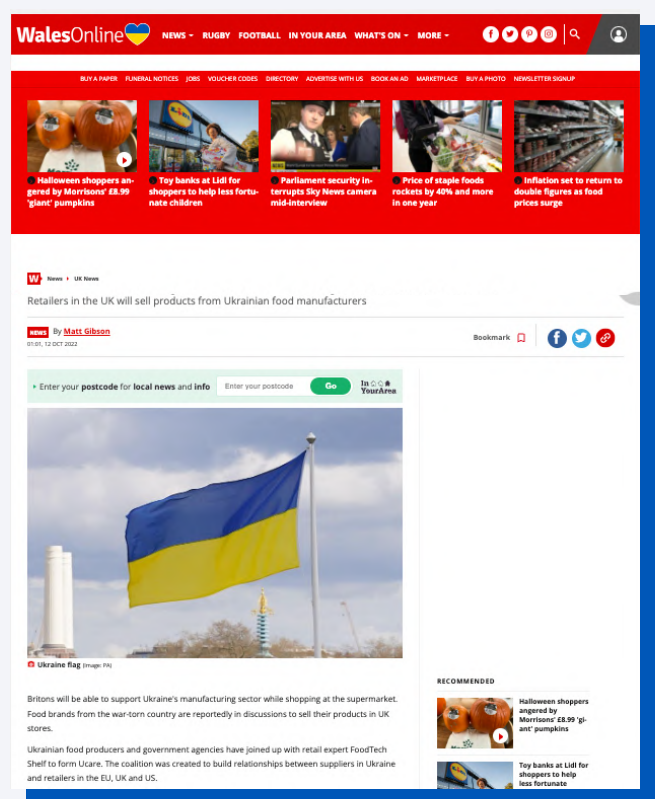 WalesOnline NEWS RUGBY FOOTBALL IN YOUR AREA WHAT'S ON MORE
BUY A PAPER FUNERAL NOTICES JOBS VOUCHER CODES DIRECTORY ADVERTISE WITH US BOOK AN AD MARKETPLACE BUY A PHOTO NEWSLETTER SIGNUP
Halloween shoppers an-
gered by Morrisons' £8.99
'giant' pumpkins
Toy banks at Lidl for
shoppers to help less fortu-
nate children
Parliament security in-
terrupts Sky News camera
mid-interview
Price of staple foods
rockets by 40% and more
in one year
Inflation set to return to
double figures as food
prices surge
W News UK News
Retailers in the UK will sell products from Ukrainian food manufacturers
NEWS By Matt Gibson
01:01, 12 OCT 2022
Bookmark
Enter your postcode for local news and info Enter your postcode Go In
YourArea
Ukraine flag (Image: PA)
Britons will be able to support Ukraine's manufacturing sector while shopping at the supermarket.
Food brands from the war-torn country are reportedly in discussions to sell their products in UK
stores.
Ukrainian food producers and government agencies have joined up with retail expert FoodTech
Shelf to form Ucare. The coalition was created to build relationships between suppliers in Ukraine
and retailers in the EU, UK and US.
RECOMMENDED
Halloween shoppers
angered by
Morrisons' £8.99 'gi-
ant' pumpkins
Toy banks at Lidl for
shoppers to help
less fortunate